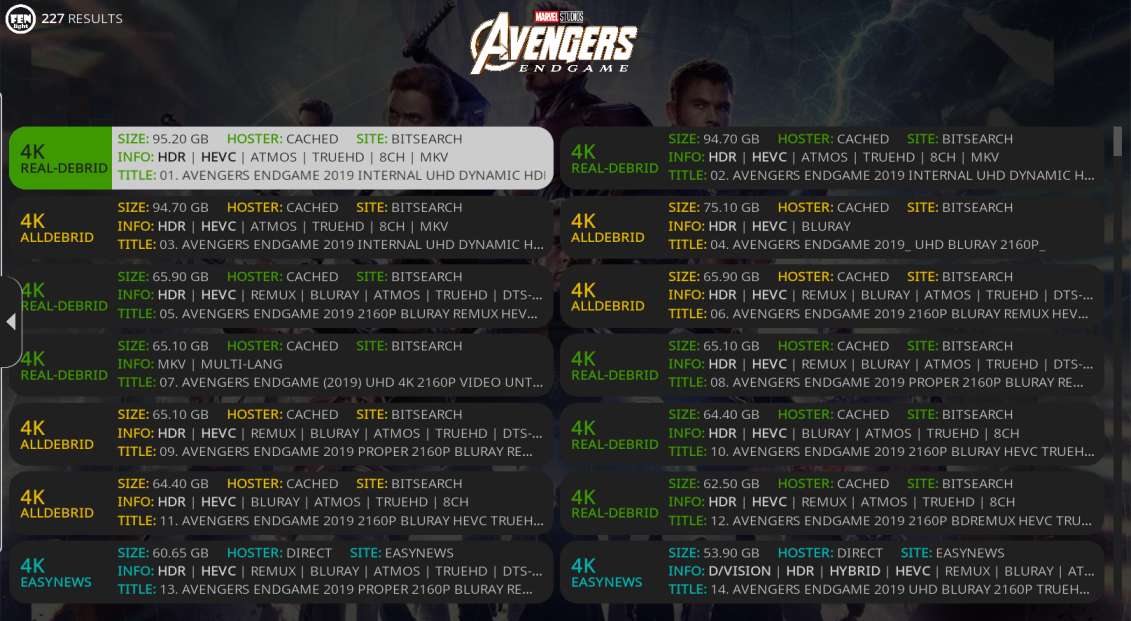 FEN
light
227 RESULTS
MARVEL STUDIOS
AVENGERS
ENDGAME
4K
REAL-DEBRID
SIZE: 95.20 GB HOSTER: CACHED SITE: BITSEARCH
INFO: HDR | HEVC | ATMOS | TRUEHD | 8CH | MKV
TITLE: 01. AVENGERS ENDGAME 2019 INTERNAL UHD DYNAMIC HD
4K
REAL-DEBRID
SIZE: 94.70 GB HOSTER: CACHED SITE: BITSEARCH
INFO: HDR | HEVC | ATMOS | TRUEHD | 8CH | MKV
TITLE: 02. AVENGERS ENDGAME 2019 INTERNAL UHD DYNAMIC H...
4K
ALLDEBRID
SIZE: 94.70 GB HOSTER: CACHED SITE: BITSEARCH
INFO: HDR | HEVC | ATMOS | TRUEHD | 8CH | MKV
TITLE: 03. AVENGERS ENDGAME 2019 INTERNAL UHD DYNAMIC H...
4K
ALLDEBRID
SIZE: 75.10 GB HOSTER: CACHED SITE: BITSEARCH
INFO: HDR | HEVC | BLURAY
TITLE: 04. AVENGERS ENDGAME 2019_ UHD BLURAY 2160P_
4K
REAL-DEBRID
SIZE: 65.90 GB HOSTER: CACHED SITE: BITSEARCH
INFO: HDR | HEVC | REMUX | BLURAY | ATMOS | TRUEHD | DTS-...
TITLE: 05. AVENGERS ENDGAME 2019 2160P BLURAY REMUX HEV...
4K
ALLDEBRID
SIZE: 65.90 GB HOSTER: CACHED SITE: BITSEARCH
INFO: HDR | HEVC | REMUX | BLURAY | ATMOS | TRUEHD | DTS-...
TITLE: 06. AVENGERS ENDGAME 2019 2160P BLURAY REMUX HEV...
4K
REAL-DEBRID
SIZE: 65.10 GB HOSTER: CACHED SITE: BITSEARCH
INFO: MKV | MULTI-LANG
TITLE: 07. AVENGERS ENDGAME (2019) UHD 4K 2160P VIDEO UNT...
4K
REAL-DEBRID
SIZE: 65.10 GB HOSTER: CACHED SITE: BITSEARCH
INFO: HDR | HEVC | REMUX | BLURAY | ATMOS | TRUEHD | DTS-...
TITLE: 08. AVENGERS ENDGAME 2019 PROPER 2160P BLURAY RE...
4K
ALLDEBRID
SIZE: 65.10 GB HOSTER: CACHED SITE: BITSEARCH
INFO: HDR | HEVC | REMUX | BLURAY | ATMOS | TRUEHD | DTS-...
TITLE: 09. AVENGERS ENDGAME 2019 PROPER 2160P BLURAY RE...
4K
REAL-DEBRID
SIZE: 64.40 GB HOSTER: CACHED SITE: BITSEARCH
INFO: HDR | HEVC | BLURAY | ATMOS | TRUEHD | 8CH
TITLE: 10. AVENGERS ENDGAME 2019 2160P BLURAY HEVC TRUEH...
4K
ALLDEBRID
SIZE: 64.40 GB HOSTER: CACHED SITE: BITSEARCH
INFO: HDR | HEVC | BLURAY | ATMOS | TRUEHD | 8CH
TITLE: 11. AVENGERS ENDGAME 2019 2160P BLURAY HEVC TRUEH...
4K
REAL-DEBRID
SIZE: 62.50 GB HOSTER: CACHED SITE: BITSEARCH
INFO: HDR | HEVC | REMUX | ATMOS | TRUEHD | 8CH
TITLE: 12. AVENGERS ENDGAME 2019 2160P BDREMUX HEVC TRU...
4K
EASYNEWS
SIZE: 60.65 GB HOSTER: DIRECT SITE: EASYNEWS
INFO: HDR | HEVC | REMUX | BLURAY | ATMOS | TRUEHD | DTS-...
TITLE: 13. AVENGERS ENDGAME 2019 PROPER 2160P BLURAY RE...
4K
EASYNEWS
SIZE: 53.90 GB HOSTER: DIRECT SITE: EASYNEWS
INFO: D/VISION | HDR | HYBRID | HEVC | REMUX | BLURAY | AT...
TITLE: 14. AVENGERS ENDGAME 2019 UHD BLURAY 2160P TRUEH...